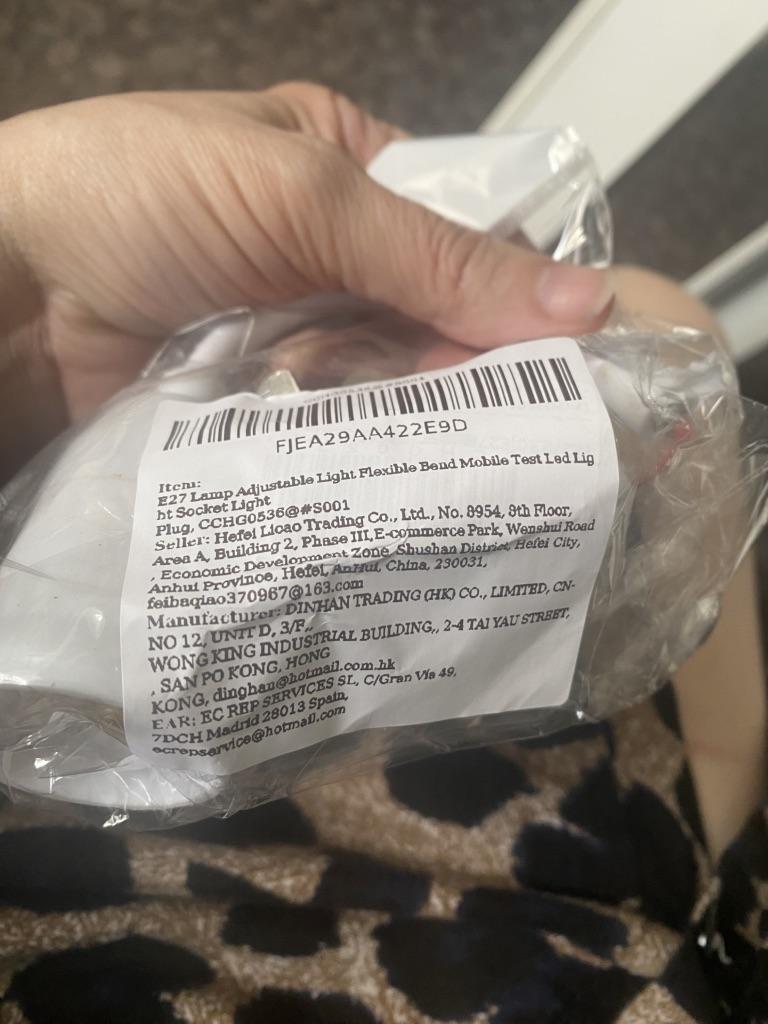 FJEA29AA422E9D
Item:
E27 Lamp Adjustable Light Flexible Bend Mobile Test Led Lig
ht Socket Light
Plug, CCHG0536@#S001
Seller: Hefei Licao Trading Co., Ltd., No. 8954, 8th Floor,
Area A, Building 2, Phase III, E-commerce Park, Wenshui Road
, Economic Development Zone, Shushan District, Hefei City,
Anhui Province, Hefei, AnHui, China, 230031,
feibaqiao370967@163.com
Manufacturer: DINHAN TRADING (HK) CO., LIMITED, CN-
NO 12, UNIT D, 3/F.,
WONG KING INDUSTRIAL BUILDING,, 2-4 TAI YAU STREET,
, SAN PO KONG, HONG
KONG, dinghan@hotmail.com.hk
EAR: EC REP SERVICES SL, C/Gran Vía 49,
7DCH Madrid 28013 Spain,
ecrepservice@hotmail.com